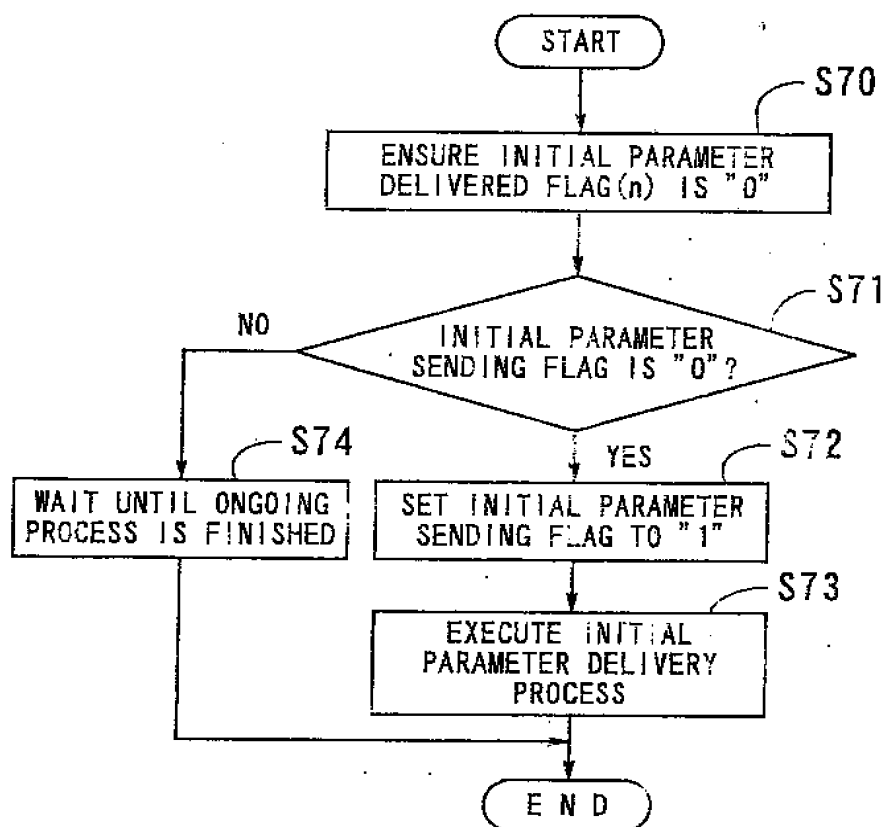 START
S70
ENSURE INITIAL PARAMETER
DELIVERED FLAG(n) IS "0"
S71
INITIAL PARAMETER
SENDING FLAG IS "0"?
NO
YES
S74
WAIT UNTIL ONGOING
PROCESS IS FINISHED
S72
SET INITIAL PARAMETER
SENDING FLAG TO "1"
S73
EXECUTE INITIAL
PARAMETER DELIVERY
PROCESS
END